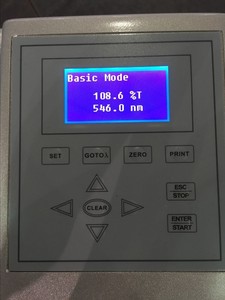 Basic Mode
108.6 %T
546.0 nm
SET
GOTOλ
ZERO
PRINT
ESC
STOP
CLEAR
ENTER
START